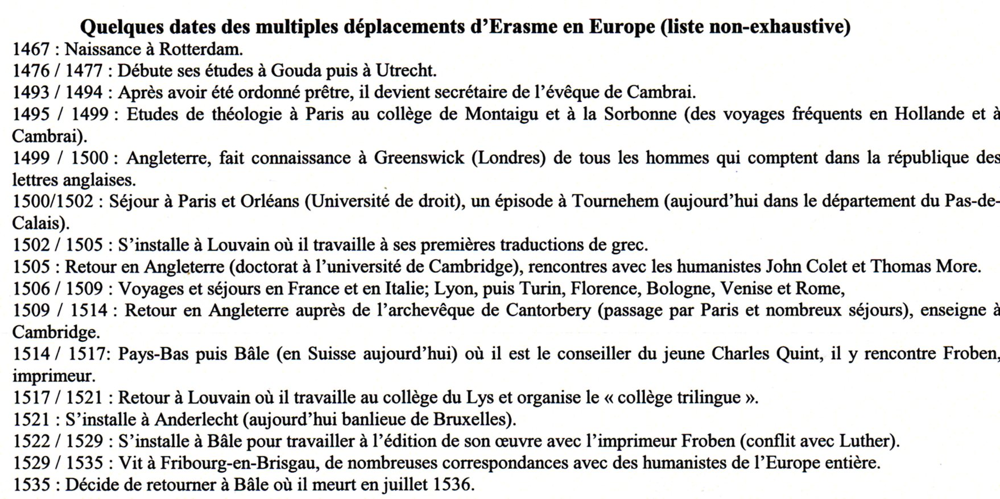 Quelques dates des multiples déplacements d'Erasme en Europe (liste non-exhaustive)
1467 : Naissance à Rotterdam.
1476 / 1477 : Débute ses études à Gouda puis à Utrecht.
1493 / 1494 : Après avoir été ordonné prêtre, il devient secrétaire de l'évêque de Cambrai.
1495 / 1499 : Etudes de théologie à Paris au collège de Montaigu et à la Sorbonne (des voyages fréquents en Hollande et à
Cambrai).
1499 / 1500 : Angleterre, fait connaissance à Greenswick (Londres) de tous les hommes qui comptent dans la république des
lettres anglaises.
1500/1502 : Séjour à Paris et Orléans (Université de droit), un épisode à Tournehem (aujourd'hui dans le département du Pas-de-
Calais).
1502 / 1505 : S'installe à Louvain où il travaille à ses premières traductions de grec.
1505 : Retour en Angleterre (doctorat à l'université de Cambridge), rencontres avec les humanistes John Colet et Thomas More.
1506 / 1509 : Voyages et séjours en France et en Italie; Lyon, puis Turin, Florence, Bologne, Venise et Rome,
1509 / 1514 : Retour en Angleterre auprès de l'archevêque de Cantorbery (passage par Paris et nombreux séjours), enseigne à
Cambridge.
1514 / 1517: Pays-Bas puis Bâle (en Suisse aujourd'hui) où il est le conseiller du jeune Charles Quint, il y rencontre Froben,
imprimeur.
1517 / 1521 : Retour à Louvain où il travaille au collège du Lys et organise le « collège trilingue ».
1521 : S'installe à Anderlecht (aujourd'hui banlieue de Bruxelles).
1522 / 1529 : S'installe à Bâle pour travailler à l'édition de son œuvre avec l'imprimeur Froben (conflit avec Luther).
1529 / 1535 : Vit à Fribourg-en-Brisgau, de nombreuses correspondances avec des humanistes de l'Europe entière.
1535 : Décide de retourner à Bâle où il meurt en juillet 1536.